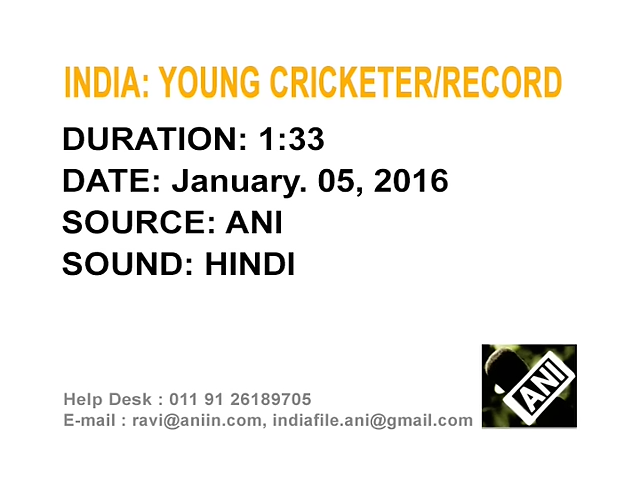 INDIA: YOUNG CRICKETER/RECORD
DURATION: 1:33
DATE: January. 05, 2016
SOURCE: ANI
SOUND: HINDI
Help Desk : 011 91 26189705
E-mail : ravi@aniin.com, indiafile.ani@gmail.com
ANI